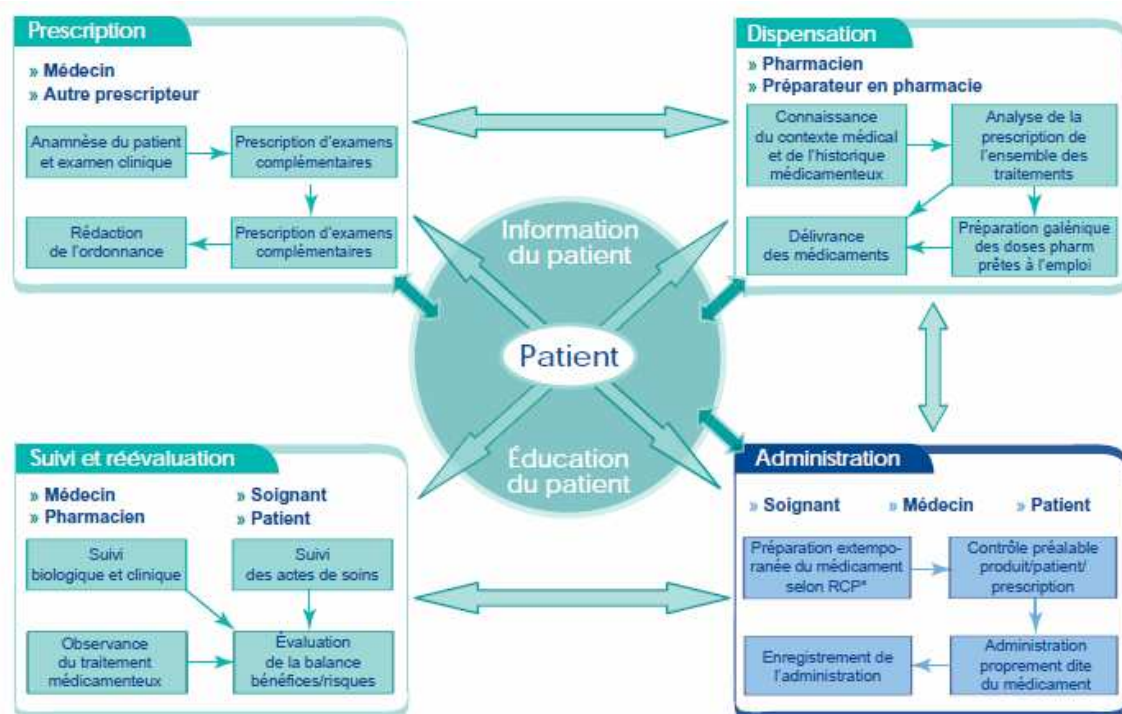 Prescription
» Médecin
» Autre prescripteur
Anamnèse du patient
et examen clinique
Prescription d'examens
complémentaires
Rédaction
de l'ordonnance
Prescription d'examens
complémentaires
Dispensation
» Pharmacien
» Préparateur en pharmacie
Connaissance
du contexte médical
et de l'historique
médicamenteux
Analyse de la
prescription de
l'ensemble des
traitements
Délivrance
des médicaments
Préparation galénique
des doses pharm
prêtes à l'emploi
Information
du patient
Patient
Éducation
du patient
Suivi et réévaluation
» Médecin
» Pharmacien
» Soignant
» Patient
Suivi
biologique et clinique
Suivi
des actes de soins
Observance
du traitement
médicamenteux
Évaluation
de la balance
bénéfices/risques
Administration
» Soignant
» Médecin
» Patient
Préparation extempo-
ranée du médicament
selon RCP*
Contrôle préalable
produit/patient/
prescription
Enregistrement de
l'administration
Administration
proprement dite
du médicament